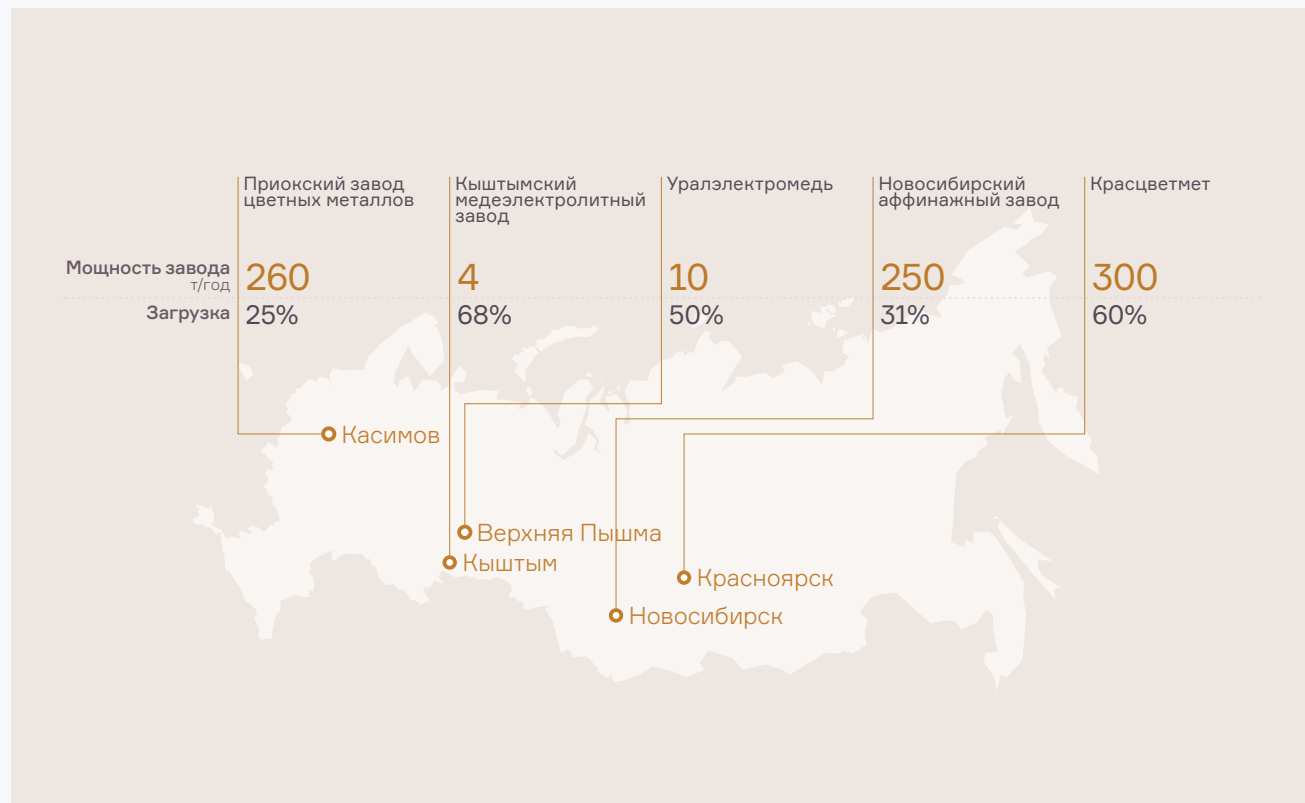 Приокский завод
цветных металлов
Кыштымский
медеэлектролитный
завод
Уралэлектромедь
Новосибирский
аффинажный завод
Красцветмет
Мощность завода
т/год
260
4
10
250
300
Загрузка
25%
68%
50%
31%
60%
Касимов
Верхняя Пышма
Кыштым
Красноярск
Новосибирск